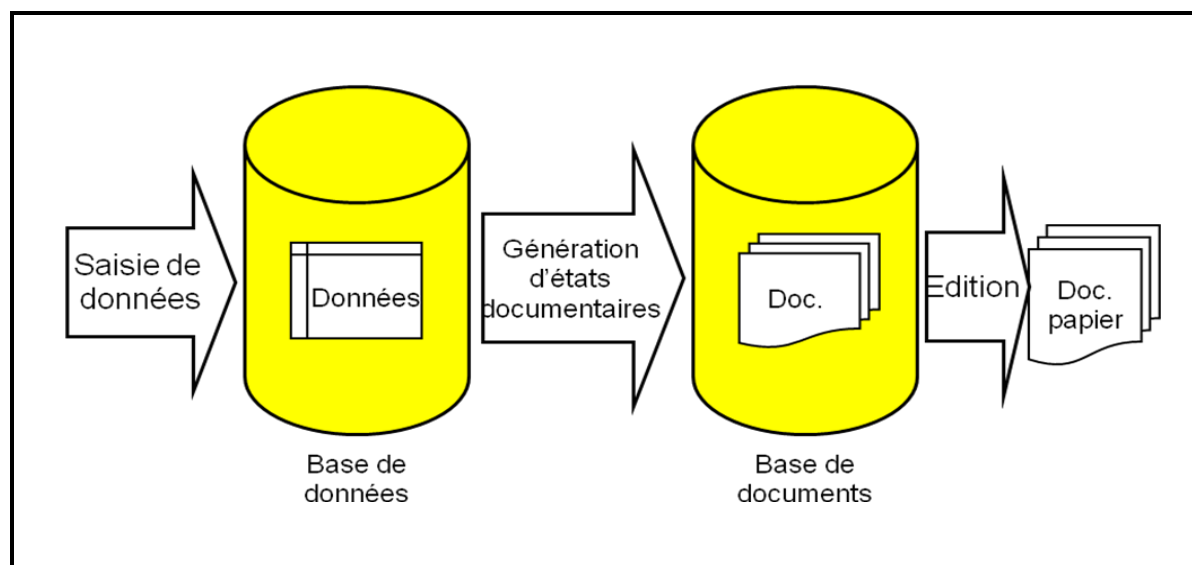 Saisie de
données
Données
Base de
données
Génération
d'états
documentaires
Doc.
Base de
documents
Edition
Doc.
papier